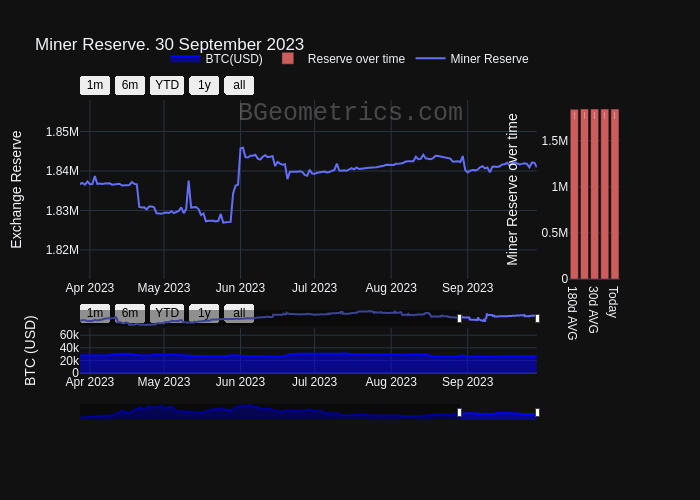 Miner Reserve. 30 September 2023
BTC(USD) Reserve over time Miner Reserve
1m 6m YTD 1y all
BGeometrics.com
Exchange Reserve
1.85M
1.84M
1.83M
1.82M
Apr 2023 May 2023 Jun 2023 Jul 2023 Aug 2023 Sep 2023
Miner Reserve over time
1.5M
1M
0.5M
0
180d AVG
30d AVG
Today
1m 6m YTD 1y all
BTC (USD)
60k
40k
20k
0
Apr 2023 May 2023 Jun 2023 Jul 2023 Aug 2023 Sep 2023